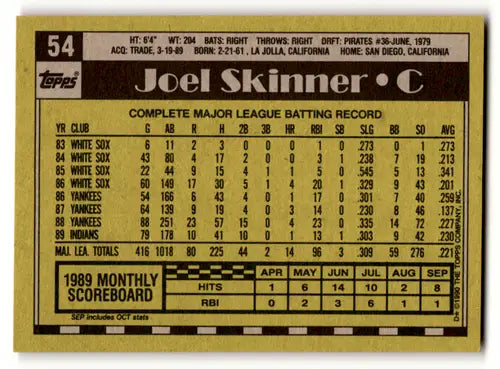 54
HT: 6'4" WT: 204 BATS: RIGHT THROWS: RIGHT DRFT: PIRATES #36-JUNE, 1979
ACQ: TRADE, 3-19-89 BORN: 2-21-61, LA JOLLA, CALIFORNIA HOME: SAN DIEGO, CALIFORNIA
Topps
Joel Skinner • C
COMPLETE MAJOR LEAGUE BATTING RECORD
YR CLUB G AB R H 2B 3B HR RBI SB SLG BB SO AVG
83 WHITE SOX 6 11 2 3 0 0 0 1 0 .273 0 1 .273
84 WHITE SOX 43 80 4 17 2 0 0 3 1 .238 7 19 .213
85 WHITE SOX 22 44 9 15 4 1 1 5 0 .545 5 13 .341
86 WHITE SOX 60 149 17 30 5 1 4 20 1 .329 9 43 .201
86 YANKEES 54 166 6 43 4 0 1 17 0 .301 7 40 .259
87 YANKEES 64 139 9 19 4 0 3 14 0 .230 8 46 .137
88 YANKEES 88 251 23 57 15 0 4 23 0 .335 14 72 .227
89 INDIANS 79 178 10 41 10 0 1 13 1 .303 9 42 .230
MAJ. LEA. TOTALS 416 1018 80 225 44 2 14 96 3 .309 59 276 .221
1989 MONTHLY SCOREBOARD
APR MAY JUN JUL AUG SEP
HITS 1 6 14 10 2 8
RBI 0 2 3 6 1 1
SEP includes OCT stats
D* ©1990 THE TOPPS COMPANY, INC.